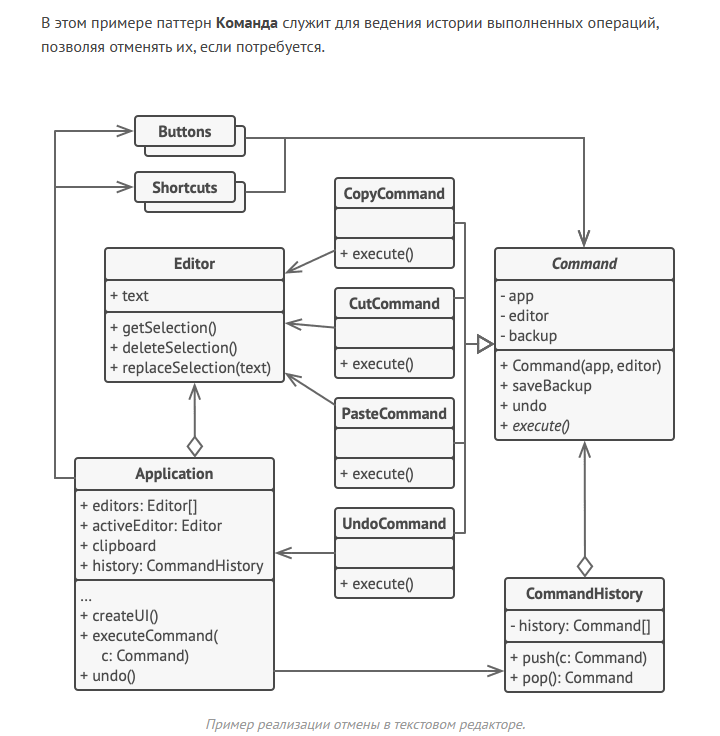 В этом примере паттерн Команда служит для ведения истории выполненных операций,
позволяя отменять их, если потребуется.
Buttons
Shortcuts
CopyCommand
+ execute()
Editor
+ text
+ getSelection()
+ deleteSelection()
+ replaceSelection(text)
CutCommand
+ execute()
Command
- app
- editor
- backup
+ Command(app, editor)
+ saveBackup
+ undo
+ execute()
PasteCommand
+ execute()
Application
+ editors: Editor[]
+ activeEditor: Editor
+ clipboard
+ history: CommandHistory
...
+ createUI()
+ executeCommand(
c: Command)
+ undo()
UndoCommand
+ execute()
CommandHistory
- history: Command[]
+ push(c: Command)
+ pop(): Command
Пример реализации отмены в текстовом редакторе.